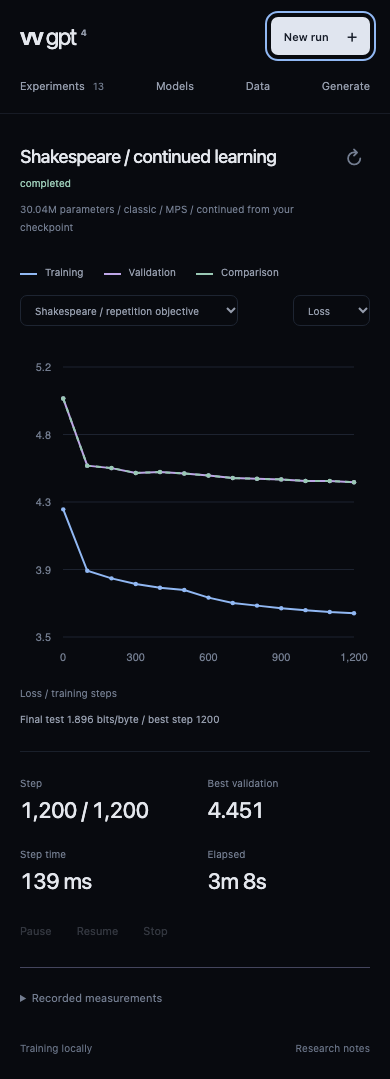 vvgpt 4
New run +
Experiments 13 Models Data Generate
Shakespeare / continued learning
completed
30.04M parameters / classic / MPS / continued from your
checkpoint
Training Validation Comparison
Shakespeare / repetition objective Loss
5.2
4.8
4.3
3.9
3.5
0 300 600 900 1,200
Loss / training steps
Final test 1.896 bits/byte / best step 1200
Step Best validation
1,200 / 1,200 4.451
Step time Elapsed
139 ms 3m 8s
Pause Resume Stop
Recorded measurements
Training locally Research notes